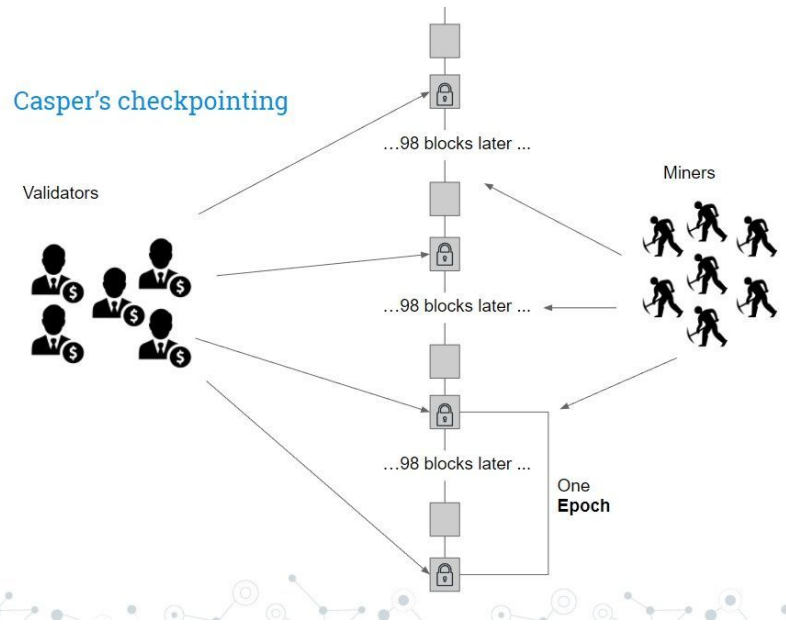 Casper's checkpointing
...98 blocks later ...
Miners
Validators
...98 blocks later ...
...98 blocks later ...
One
Epoch
$
$
$
$
$